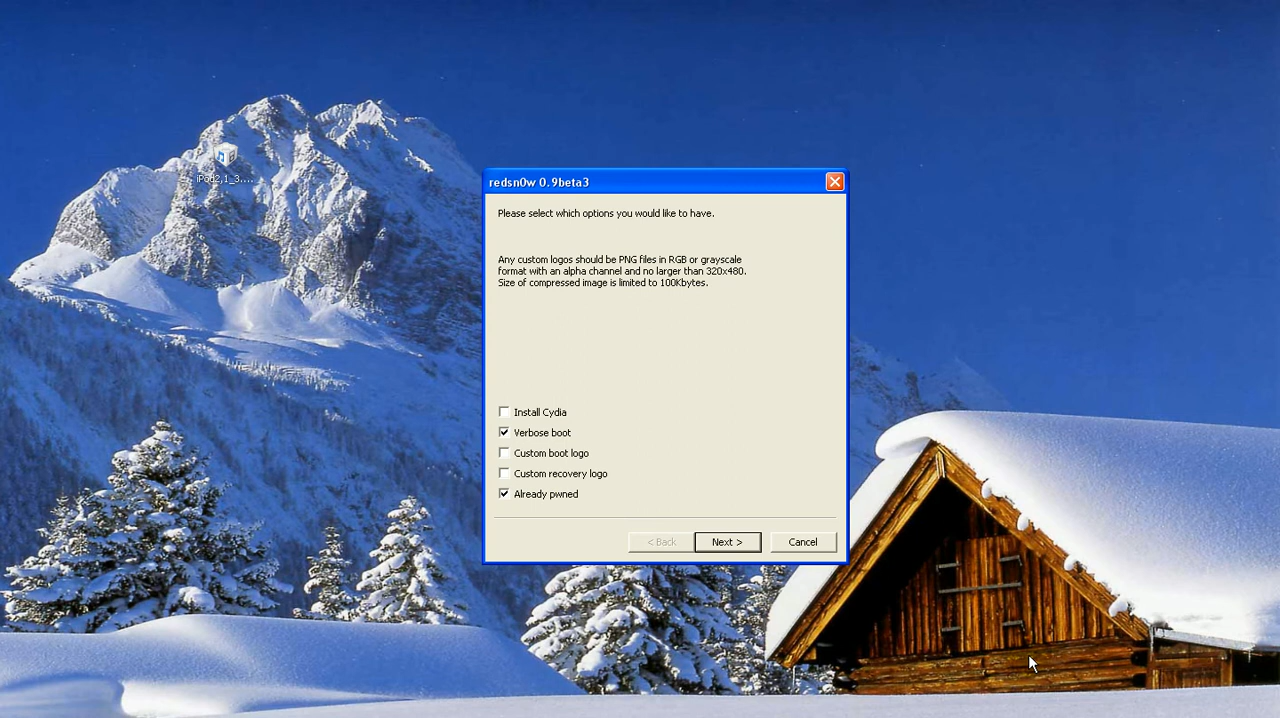 iPod2,1_3....
redsn0w 0.9beta3
Please select which options you would like to have.
Any custom logos should be PNG files in RGB or grayscale
format with an alpha channel and no larger than 320x480.
Size of compressed image is limited to 100Kbytes.
Install Cydia
Verbose boot
Custom boot logo
Custom recovery logo
Already pwned
< Back
Next >
Cancel